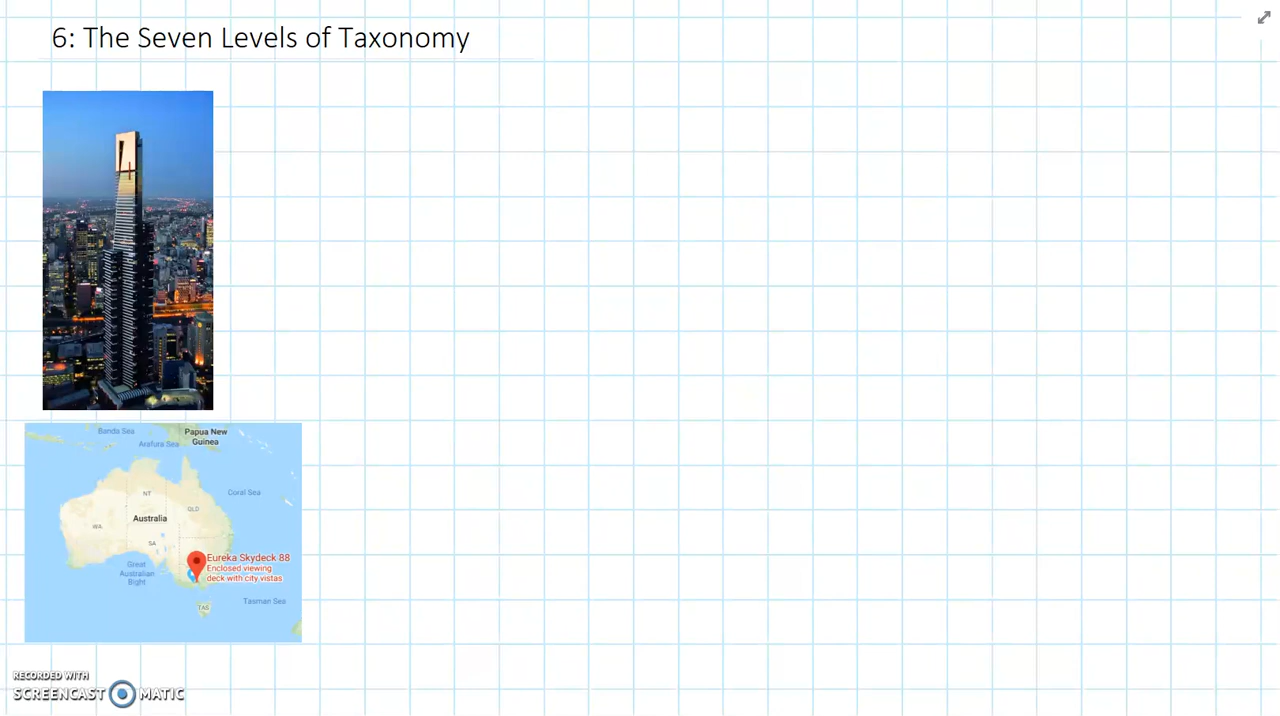 6: The Seven Levels of Taxonomy
Banda Sea
Papua New
Guinea
Arafura Sea
NT
Coral Sea
QLD
Australia
WA
SA
Eureka Skydeck 88
Enclosed viewing
deck with city vistas
Great
Australian
Bight
Tasman Sea
TAS
RECORDED WITH
SCREENCAST MATIC